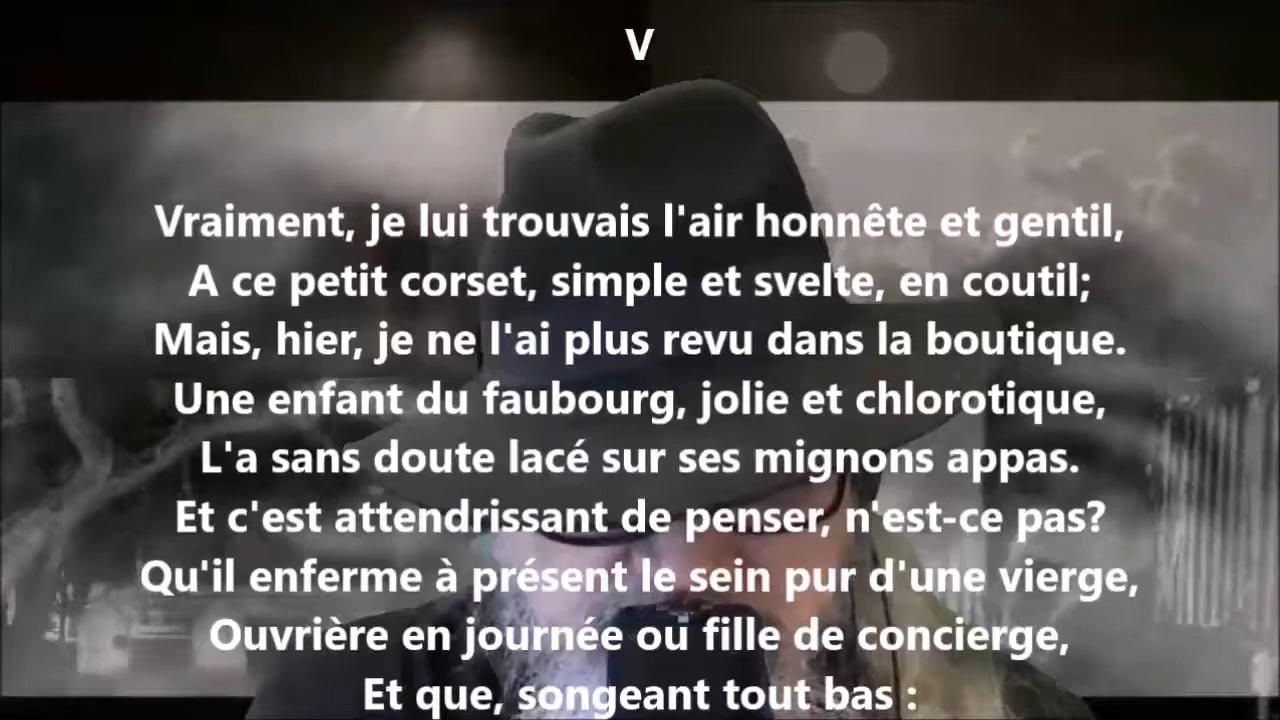 V
Vraiment, je lui trouvais l'air honnête et gentil,
A ce petit corset, simple et svelte, en coutil;
Mais, hier, je ne l'ai plus revu dans la boutique.
Une enfant du faubourg, jolie et chlorotique,
L'a sans doute lacé sur ses mignons appas.
Et c'est attendrissant de penser, n'est-ce pas?
Qu'il enferme à présent le sein pur d'une vierge,
Ouvrière en journée ou fille de concierge,
Et que, songeant tout bas :